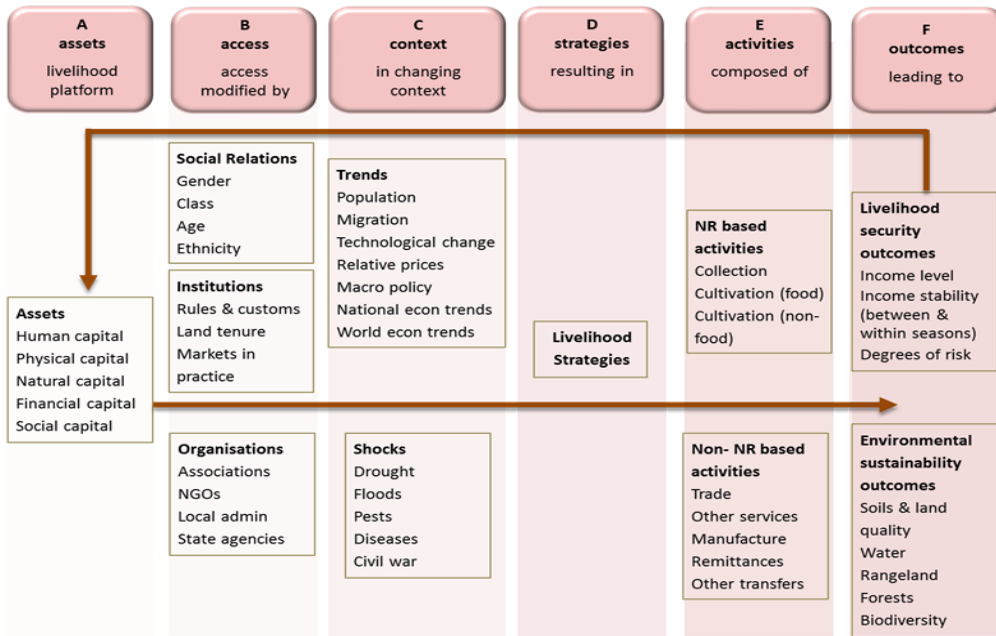 A
assets
livelihood
platform
B
access
access
modified by
C
context
in changing
context
D
strategies
resulting in
E
activities
composed of
F
outcomes
leading to
Assets
Human capital
Physical capital
Natural capital
Financial capital
Social capital
Social Relations
Gender
Class
Age
Ethnicity
Institutions
Rules & customs
Land tenure
Markets in
practice
Organisations
Associations
NGOs
Local admin
State agencies
Trends
Population
Migration
Technological change
Relative prices
Macro policy
National econ trends
World econ trends
Shocks
Drought
Floods
Pests
Diseases
Civil war
Livelihood
Strategies
NR based
activities
Collection
Cultivation (food)
Cultivation (non-
food)
Non- NR based
activities
Trade
Other services
Manufacture
Remittances
Other transfers
Livelihood
security
outcomes
Income level
Income stability
(between &
within seasons)
Degrees of risk
Environmental
sustainability
outcomes
Soils & land
quality
Water
Rangeland
Forests
Biodiversity